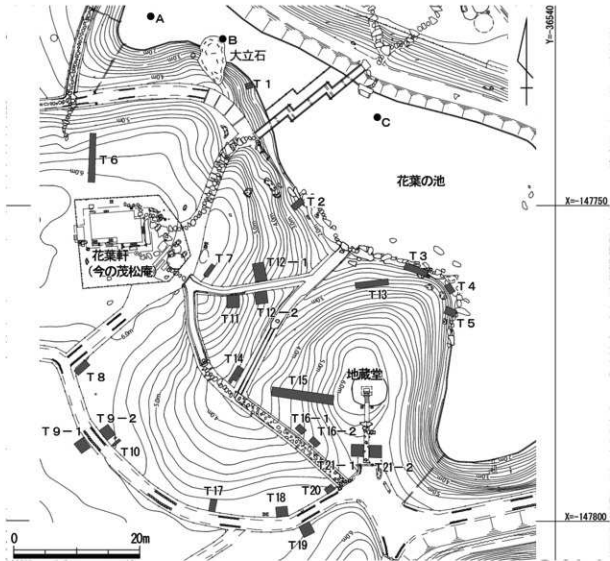 A
B
大立石
Y=-36540
T1
C
T6
花葉の池
X=-147750
T2
花葉軒
(今の茂松庵)
T7
T12-1
T3
T4
T13
T5
T11
T12-2
T8
T14
地蔵堂
T15
T9-2
T16-1
T16-2
T9-1
T10
T21-1
T21-2
T20
T17
T18
T19
X=-147800
0
20m